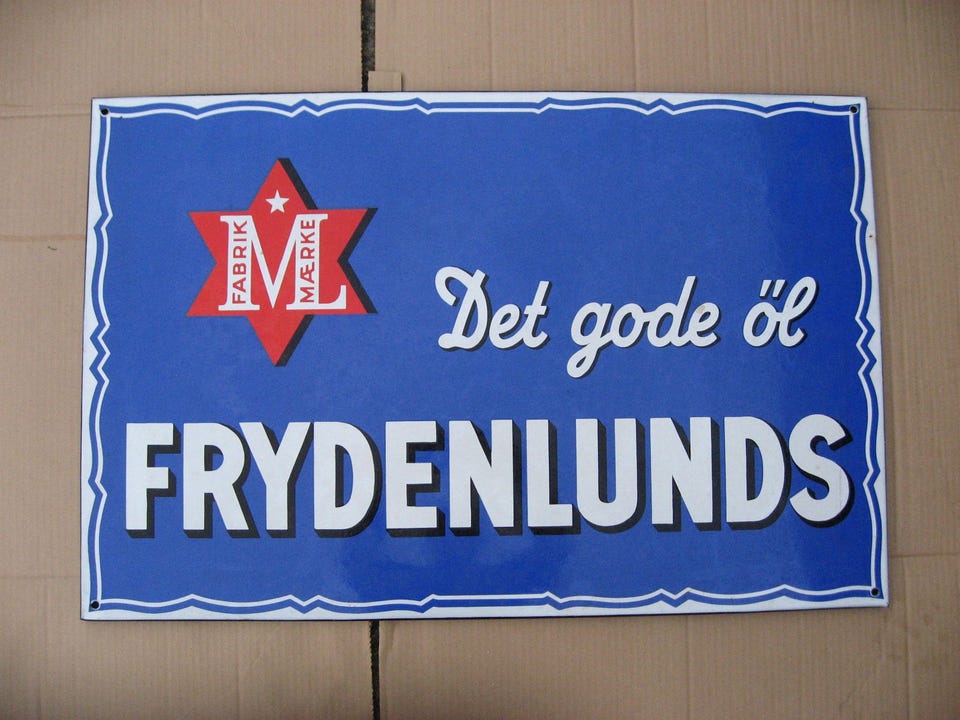 FABRIK
ML
MÆRKE
Det gode öl
FRYDENLUNDS